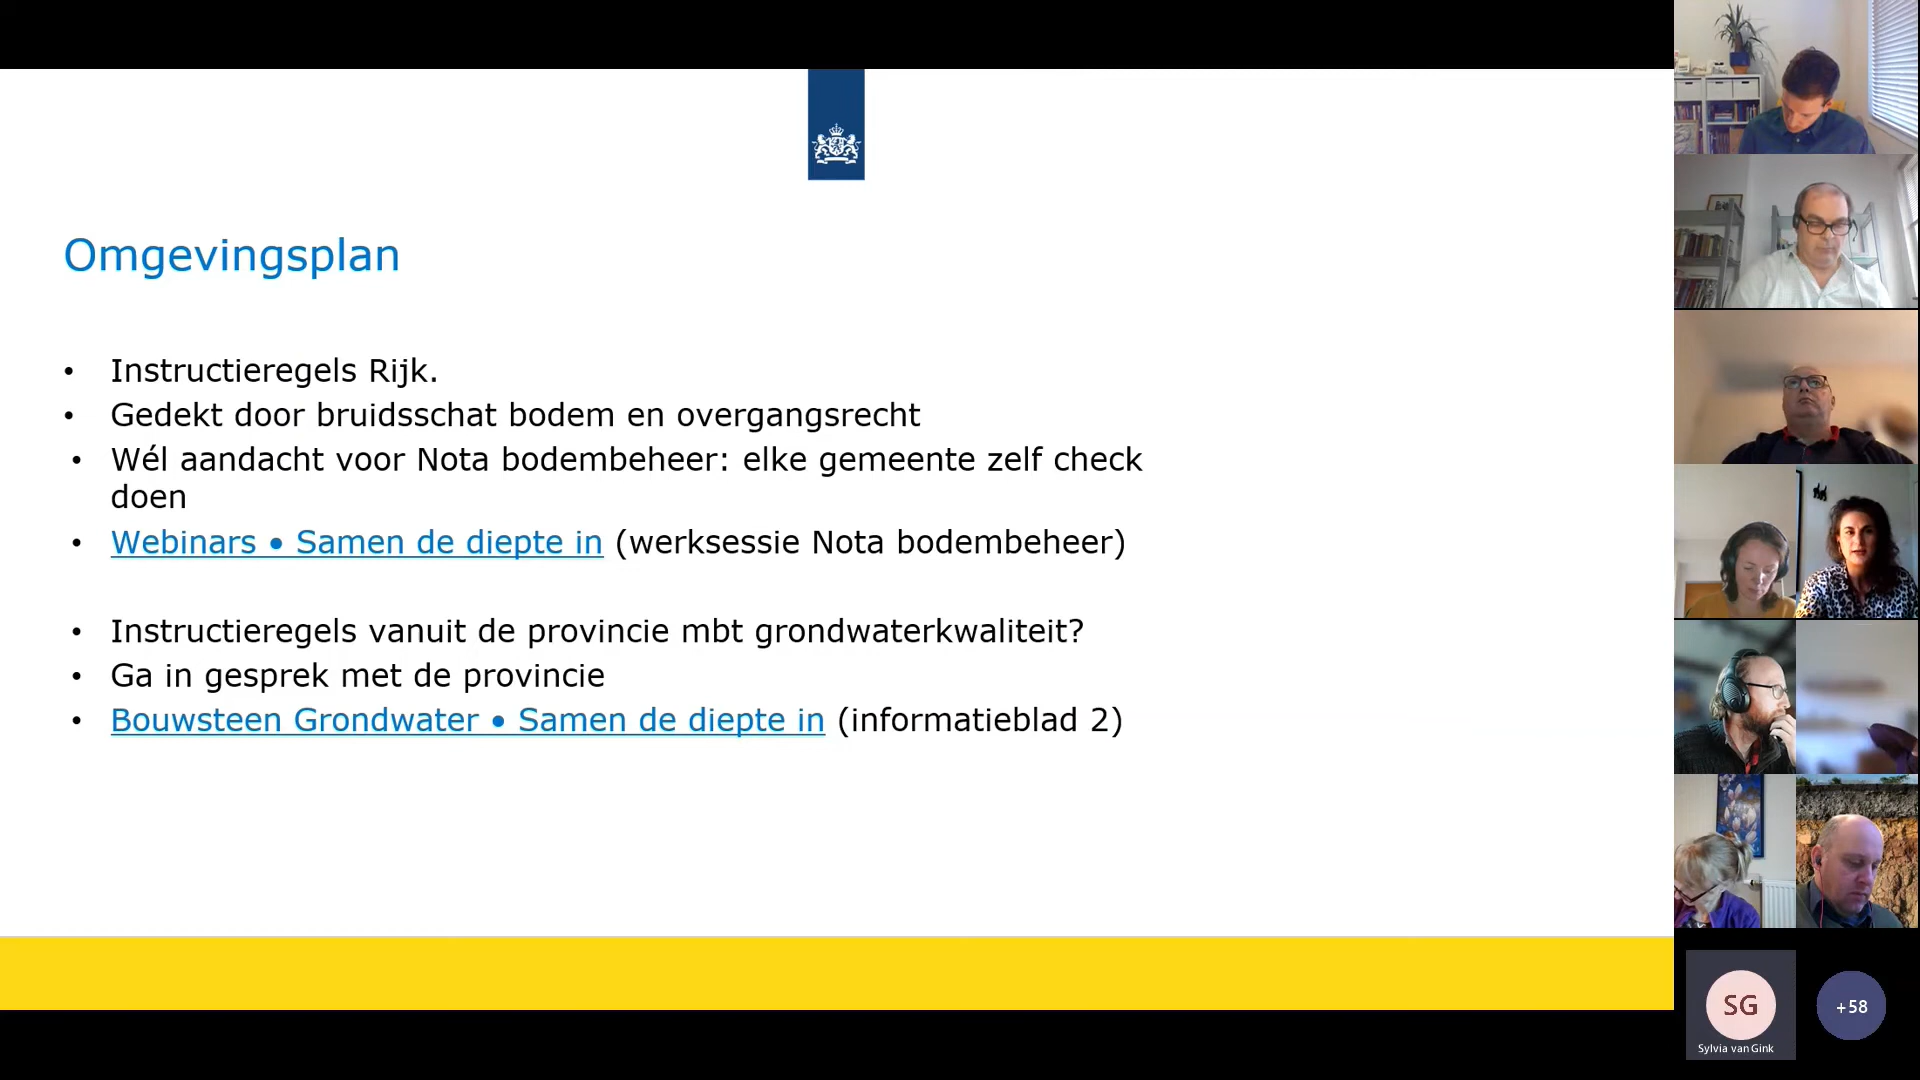 Omgevingsplan
• Instructieregels Rijk.
• Gedekt door bruidsschat bodem en overgangsrecht
• Wél aandacht voor Nota bodembeheer: elke gemeente zelf check
doen
• Webinars • Samen de diepte in (werksessie Nota bodembeheer)
• Instructieregels vanuit de provincie mbt grondwaterkwaliteit?
• Ga in gesprek met de provincie
• Bouwsteen Grondwater • Samen de diepte in (informatieblad 2)
SG
+58
Sylvia van Gink